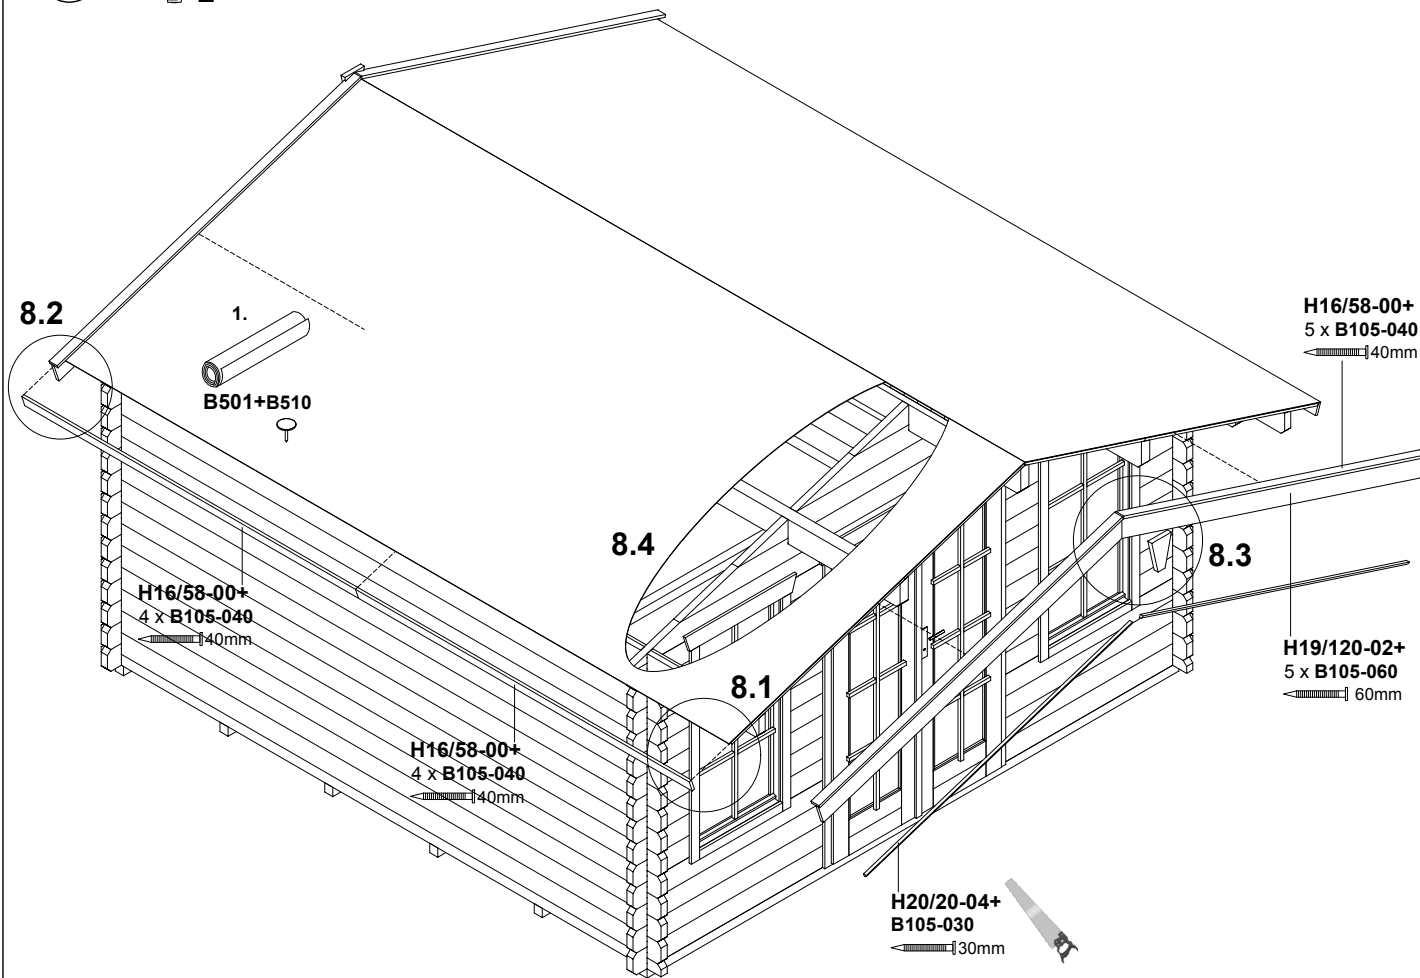 8.2
1.
B501+B510
H16/58-00+
5 x B105-040
40mm
8.4
8.3
H16/58-00+
4 x B105-040
40mm
H19/120-02+
5 x B105-060
60mm
8.1
H16/58-00+
4 x B105-040
40mm
H20/20-04+
B105-030
30mm